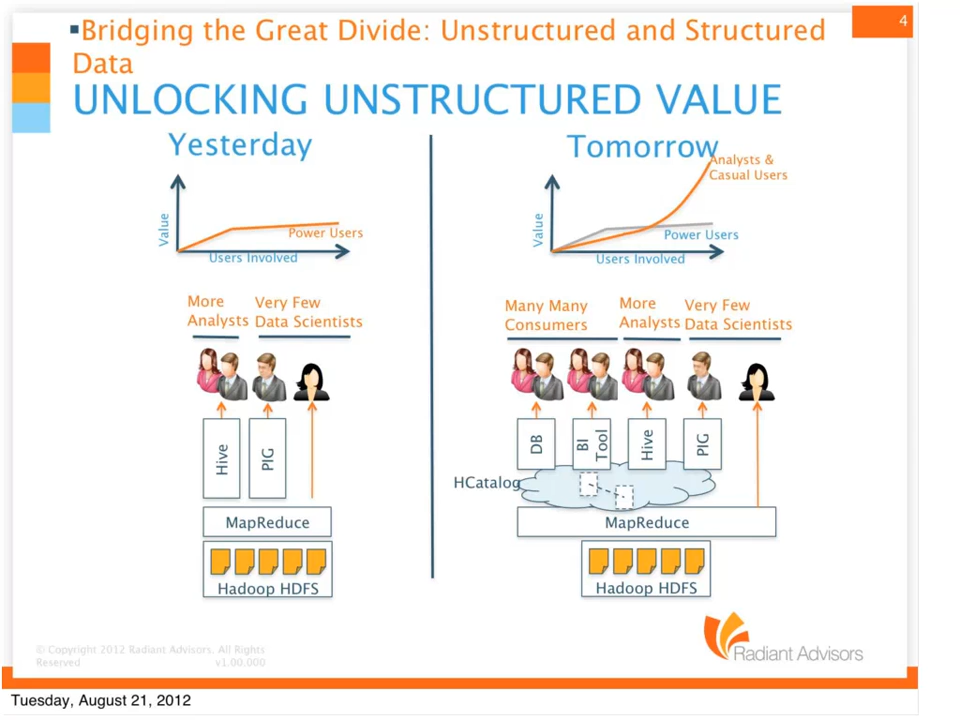 4
▪Bridging the Great Divide: Unstructured and Structured
Data
UNLOCKING UNSTRUCTURED VALUE
Yesterday
Value
Power Users
Users Involved
More
Analysts
Very Few
Data Scientists
Hive
PIG
MapReduce
Hadoop HDFS
Tomorrow
Analysts &
Casual Users
Value
Power Users
Users Involved
Many Many
Consumers
More
Analysts
Very Few
Data Scientists
DB
BI
Tool
Hive
PIG
HCatalog
MapReduce
Hadoop HDFS
© Copyright 2012 Radiant Advisors. All Rights
Reserved v1.00.000
Radiant Advisors
Tuesday, August 21, 2012